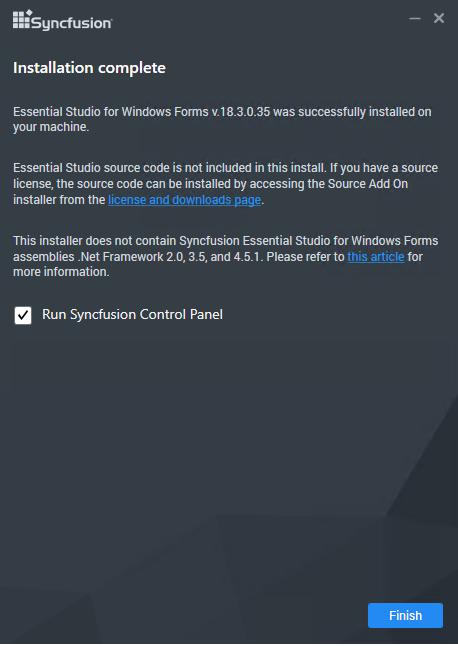 Syncfusion
Installation complete
Essential Studio for Windows Forms v.18.3.0.35 was successfully installed on
your machine.
Essential Studio source code is not included in this install. If you have a source
license, the source code can be installed by accessing the Source Add On
installer from the license and downloads page.
This installer does not contain Syncfusion Essential Studio for Windows Forms
assemblies .Net Framework 2.0, 3.5, and 4.5.1. Please refer to this article for
more information.
Run Syncfusion Control Panel
Finish